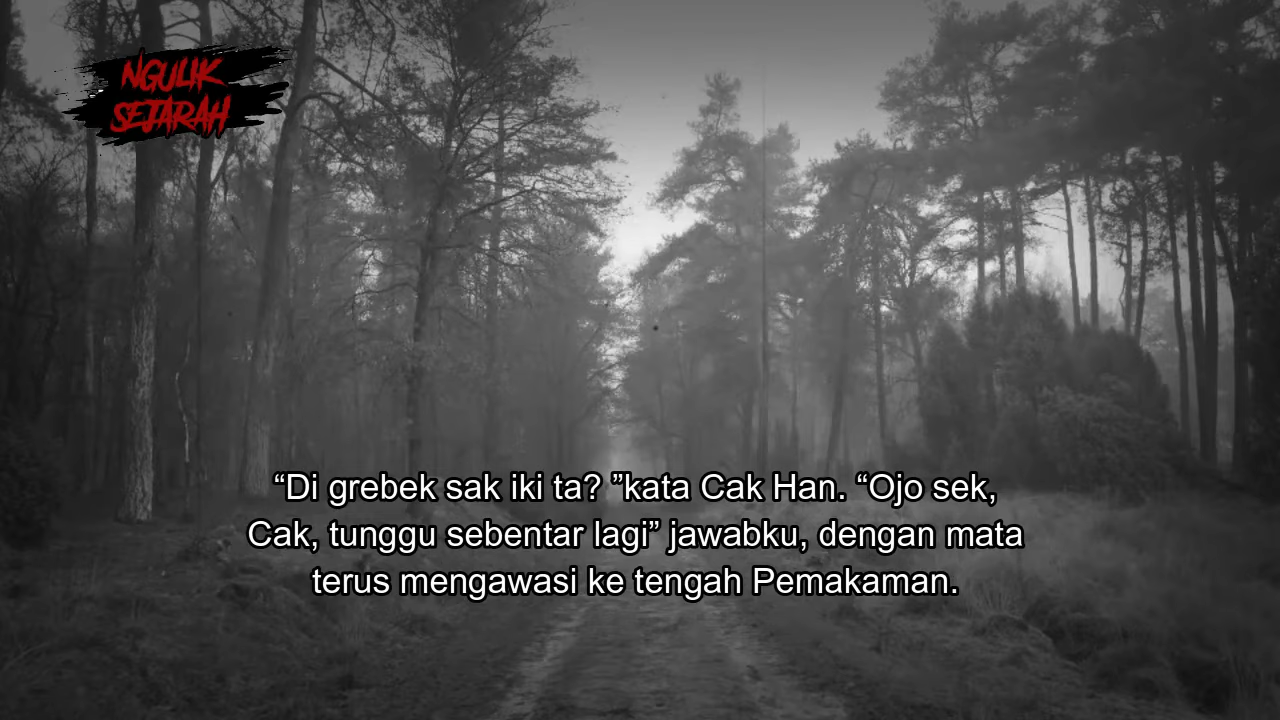 NGULIK
SEJARAH
“Di grebek sak iki ta? ”kata Cak Han. “Ojo sek,
Cak, tunggu sebentar lagi” jawabku, dengan mata
terus mengawasi ke tengah Pemakaman.